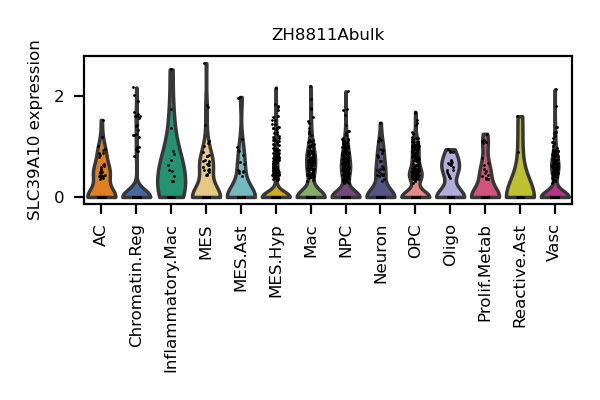 ZH8811Abulk
SLC39A10 expression
2
0
AC
Chromatin.Reg
Inflammatory.Mac
MES
MES.Ast
MES.Hyp
Mac
NPC
Neuron
OPC
Oligo
Prolif.Metab
Reactive.Ast
Vasc